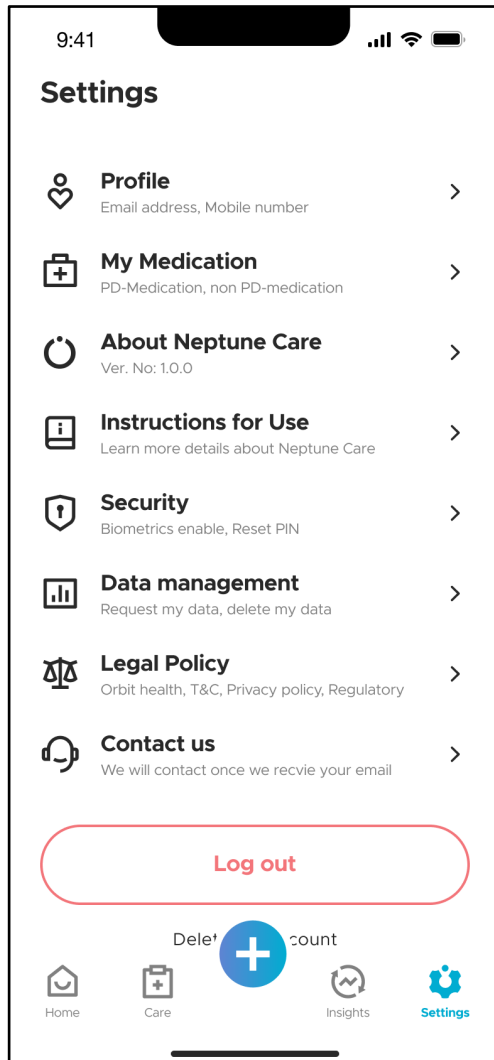 9:41
Settings
Profile
Email address, Mobile number
My Medication
PD-Medication, non PD-medication
About Neptune Care
Ver. No: 1.0.0
Instructions for Use
Learn more details about Neptune Care
Security
Biometrics enable, Reset PIN
Data management
Request my data, delete my data
Legal Policy
Orbit health, T&C, Privacy policy, Regulatory
Contact us
We will contact once we recvie your email
Log out
Home
Care
Insights
Settings